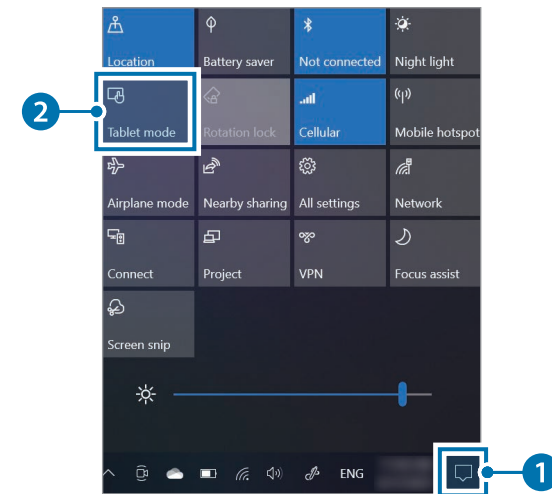 Location Battery saver Not connected Night light
2
Tablet mode Rotation lock Cellular Mobile hotspot
Airplane mode Nearby sharing All settings Network
Connect Project VPN Focus assist
Screen snip
ENG
1